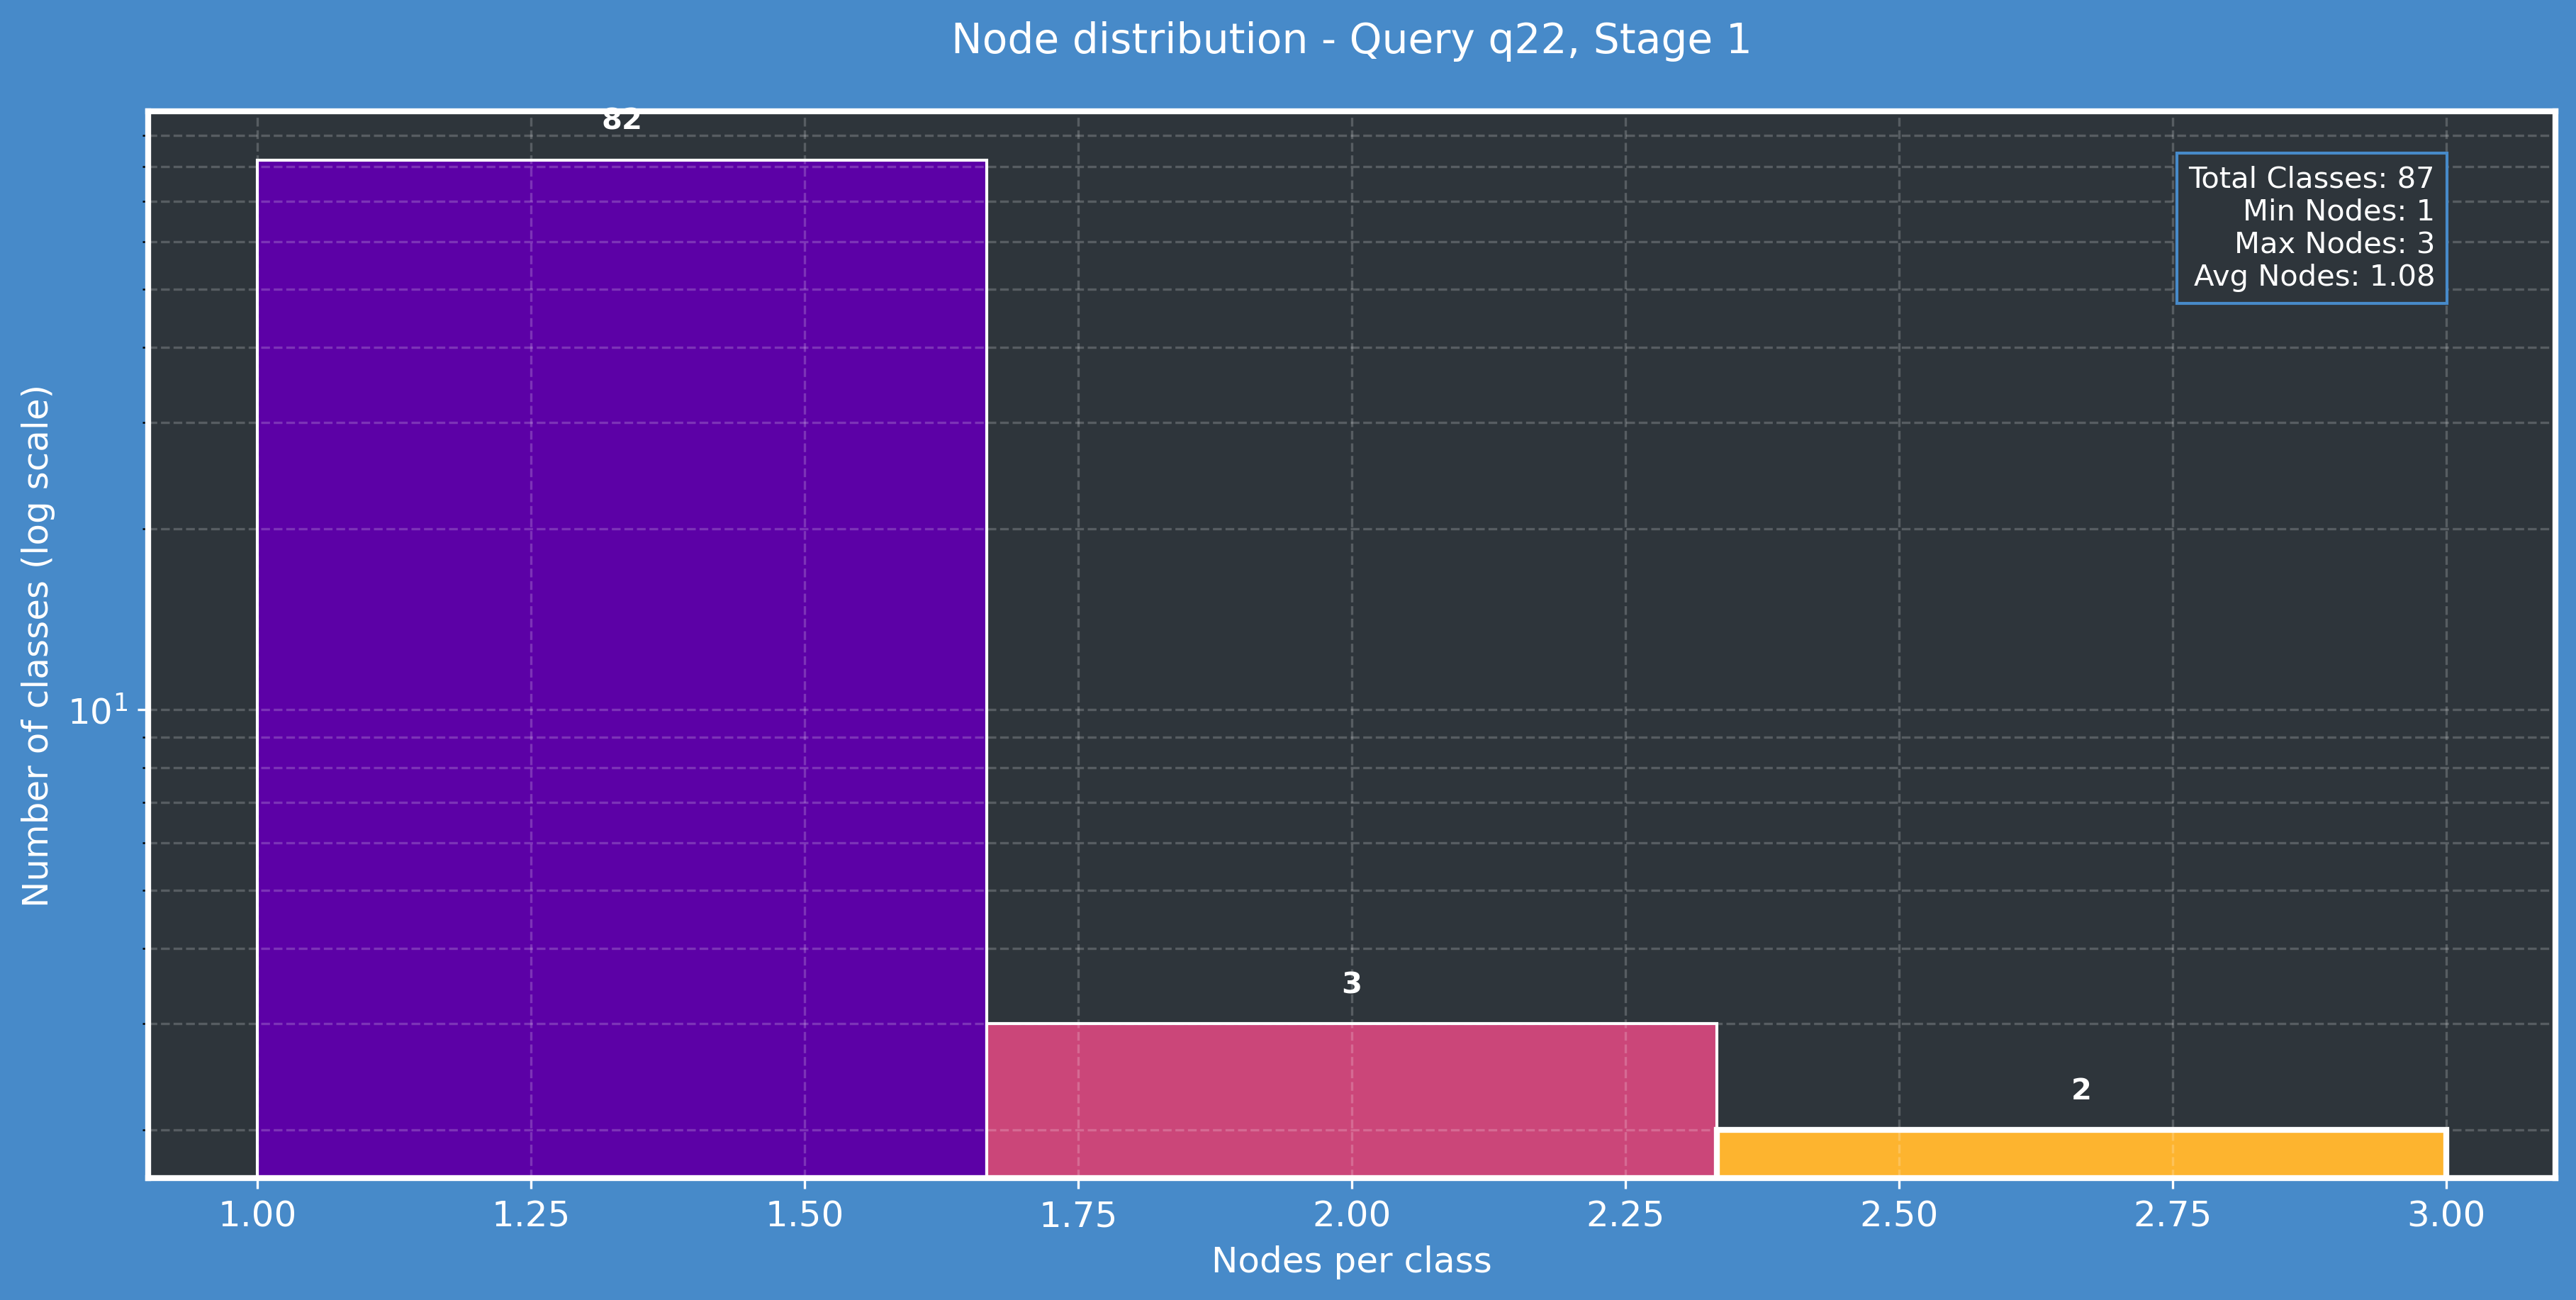 Node distribution - Query q22, Stage 1
82
Total Classes: 87
Min Nodes: 1
Max Nodes: 3
Avg Nodes: 1.08
Number of classes (log scale)
10¹
3
2
1.00 1.25 1.50 1.75 2.00 2.25 2.50 2.75 3.00
Nodes per class